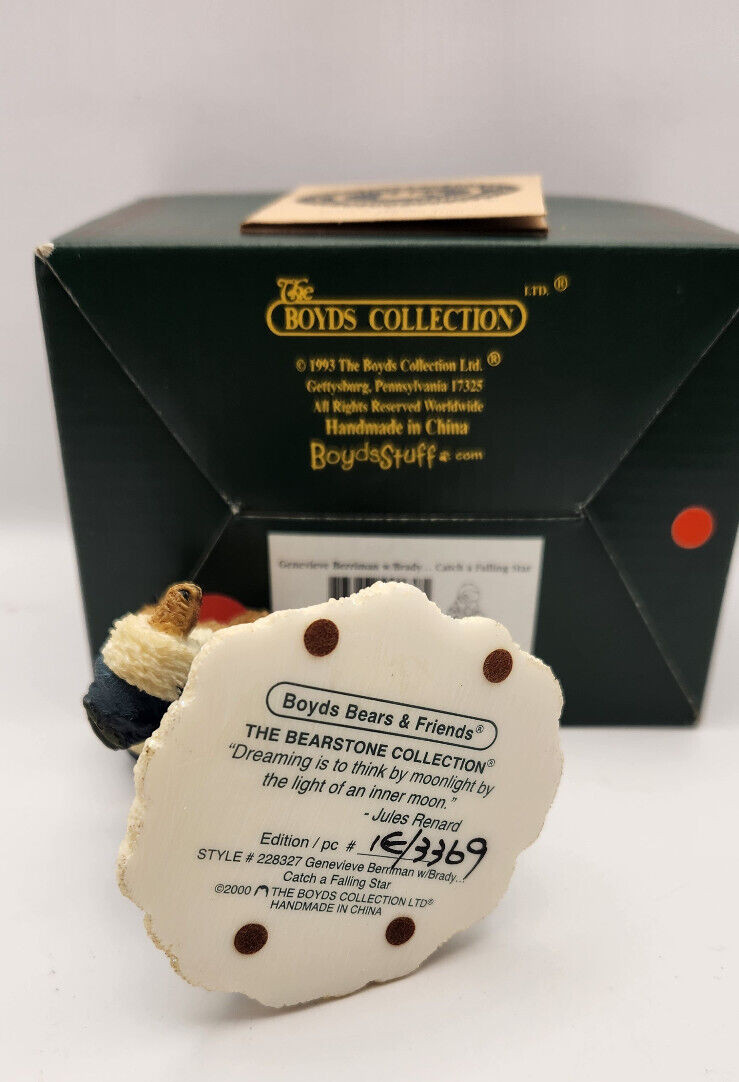 The
LTD. ®
BOYDS COLLECTION
© 1993 The Boyds Collection Ltd. ®
Gettysburg, Pennsylvania 17325
All Rights Reserved Worldwide
Handmade in China
BoydsStuff.com
Genevieve Berriman w/Brady... Catch a Falling Star
Boyds Bears & Friends®
THE BEARSTONE COLLECTION®
“Dreaming is to think by moonlight by
the light of an inner moon.”
- Jules Renard
Edition / pc # 1E/3369
STYLE # 228327 Genevieve Berriman w/Brady...
Catch a Falling Star
©2000 THE BOYDS COLLECTION LTD®
HANDMADE IN CHINA